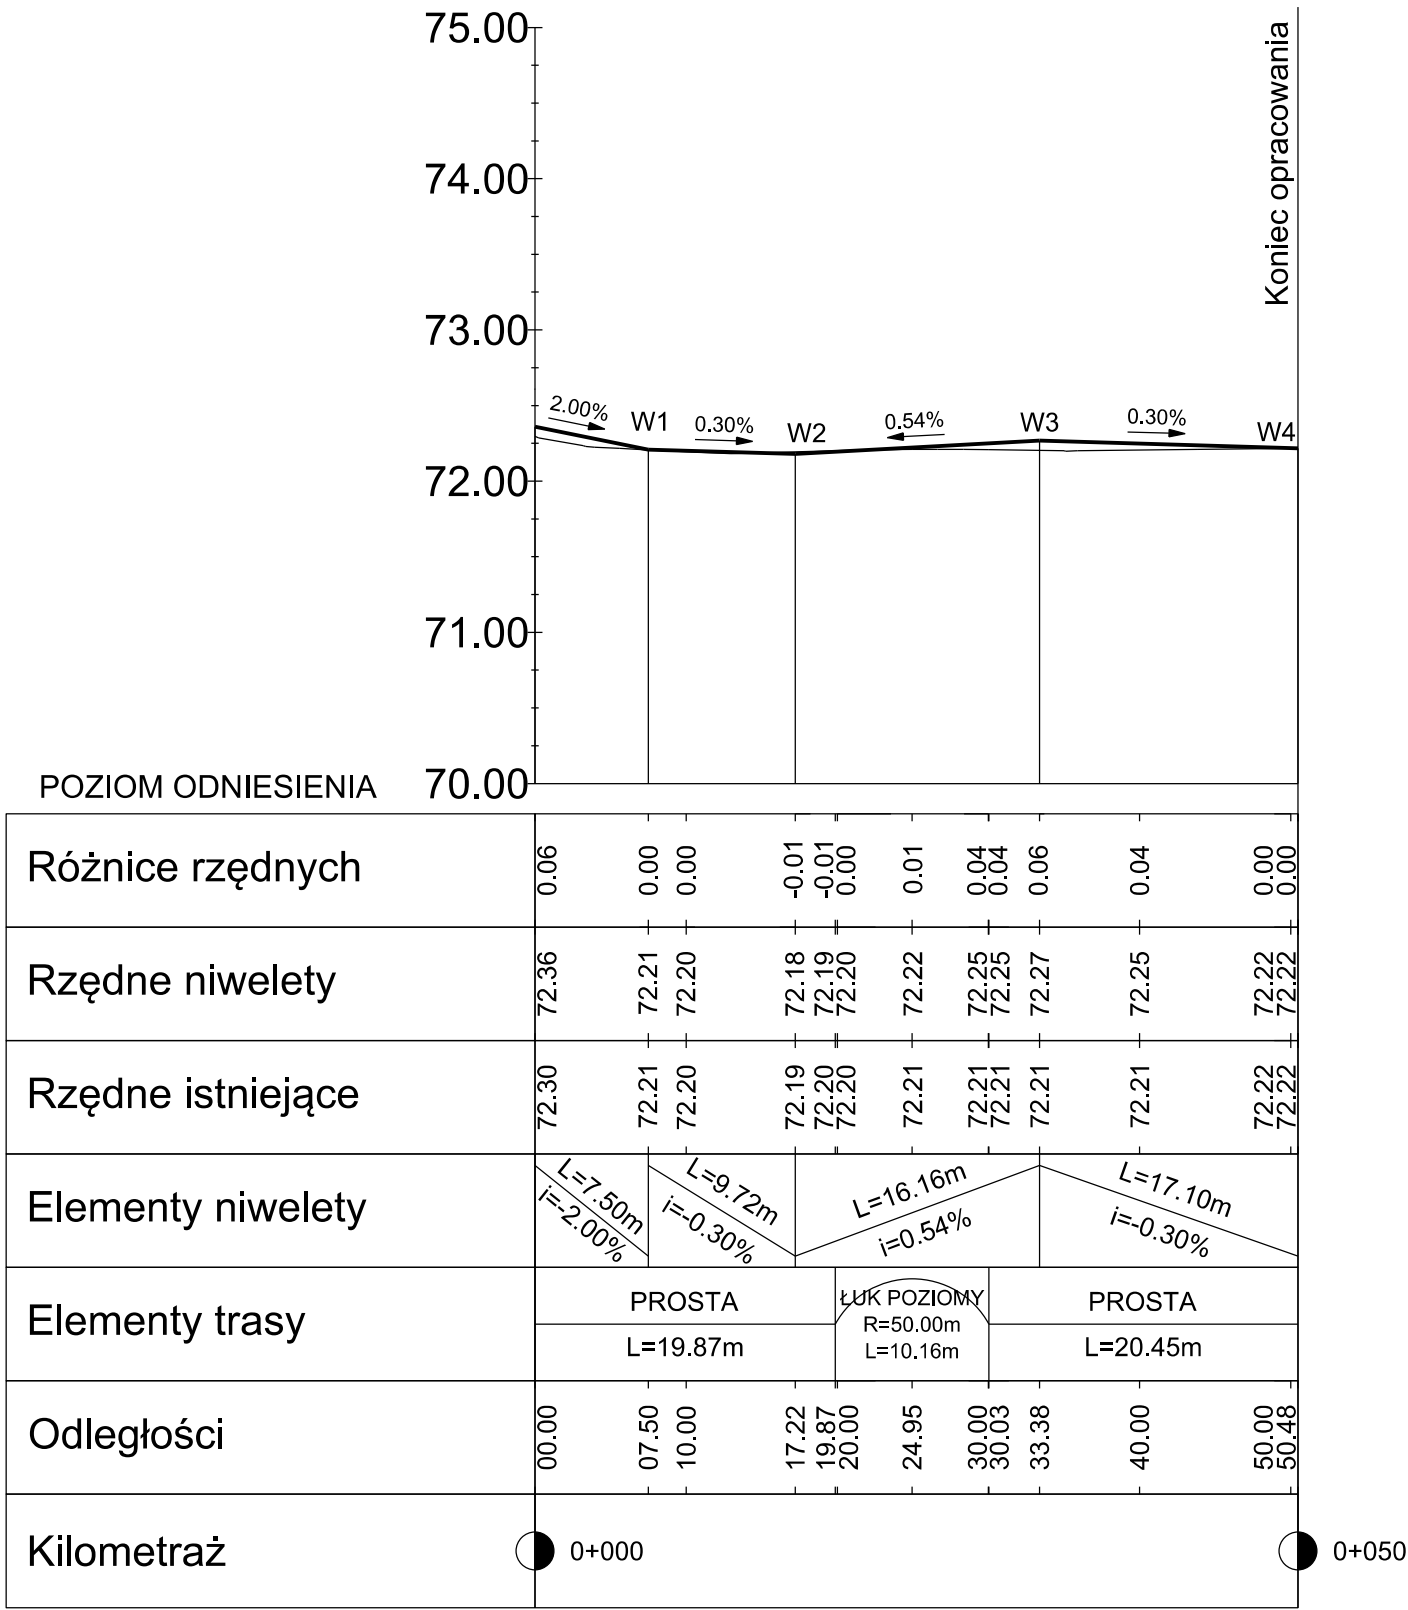 75.00
74.00
73.00
72.00
71.00
70.00
Koniec opracowania
2.00%
W1
0.30%
W2
0.54%
W3
0.30%
W4
POZIOM ODNIESIENIA
Różnice rzędnych
0.06
0.00
0.00
-0.01
-0.01
0.00
0.01
0.04
0.04
0.06
0.04
0.00
0.00
Rzędne niwelety
72.36
72.21
72.20
72.18
72.19
72.20
72.22
72.25
72.25
72.27
72.25
72.22
72.22
Rzędne istniejące
72.30
72.21
72.20
72.19
72.20
72.20
72.21
72.21
72.21
72.21
72.21
72.22
72.22
Elementy niwelety
L=7.50m
i=-2.00%
L=9.72m
i=-0.30%
L=16.16m
i=0.54%
L=17.10m
i=-0.30%
Elementy trasy
PROSTA
L=19.87m
ŁUK POZIOMY
R=50.00m
L=10.16m
PROSTA
L=20.45m
Odległości
00.00
07.50
10.00
17.22
19.87
20.00
24.95
30.00
30.03
33.38
40.00
50.00
50.48
Kilometraż
0+000
0+050